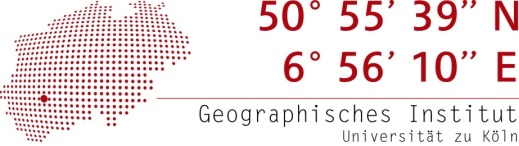 50° 55’ 39” N
6° 56’ 10” E
Geographisches Institut
Universität zu Köln